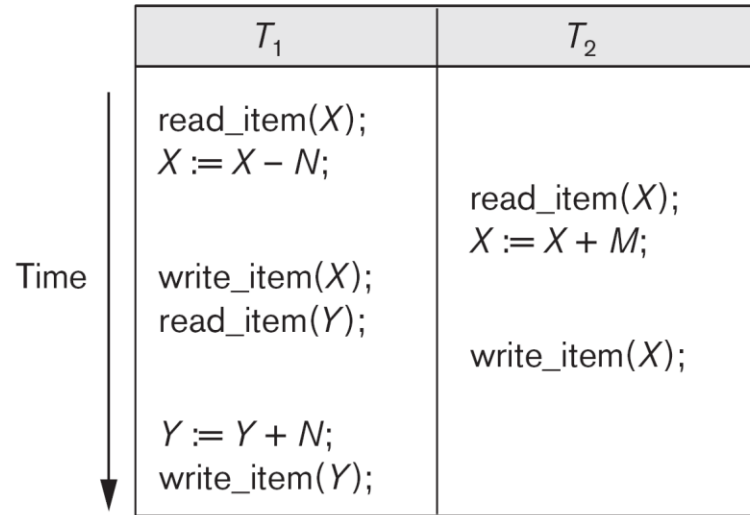 T1 T2
read_item(X);
X := X – N;
read_item(X);
X := X + M;
Time
write_item(X);
read_item(Y);
write_item(X);
Y := Y + N;
write_item(Y);